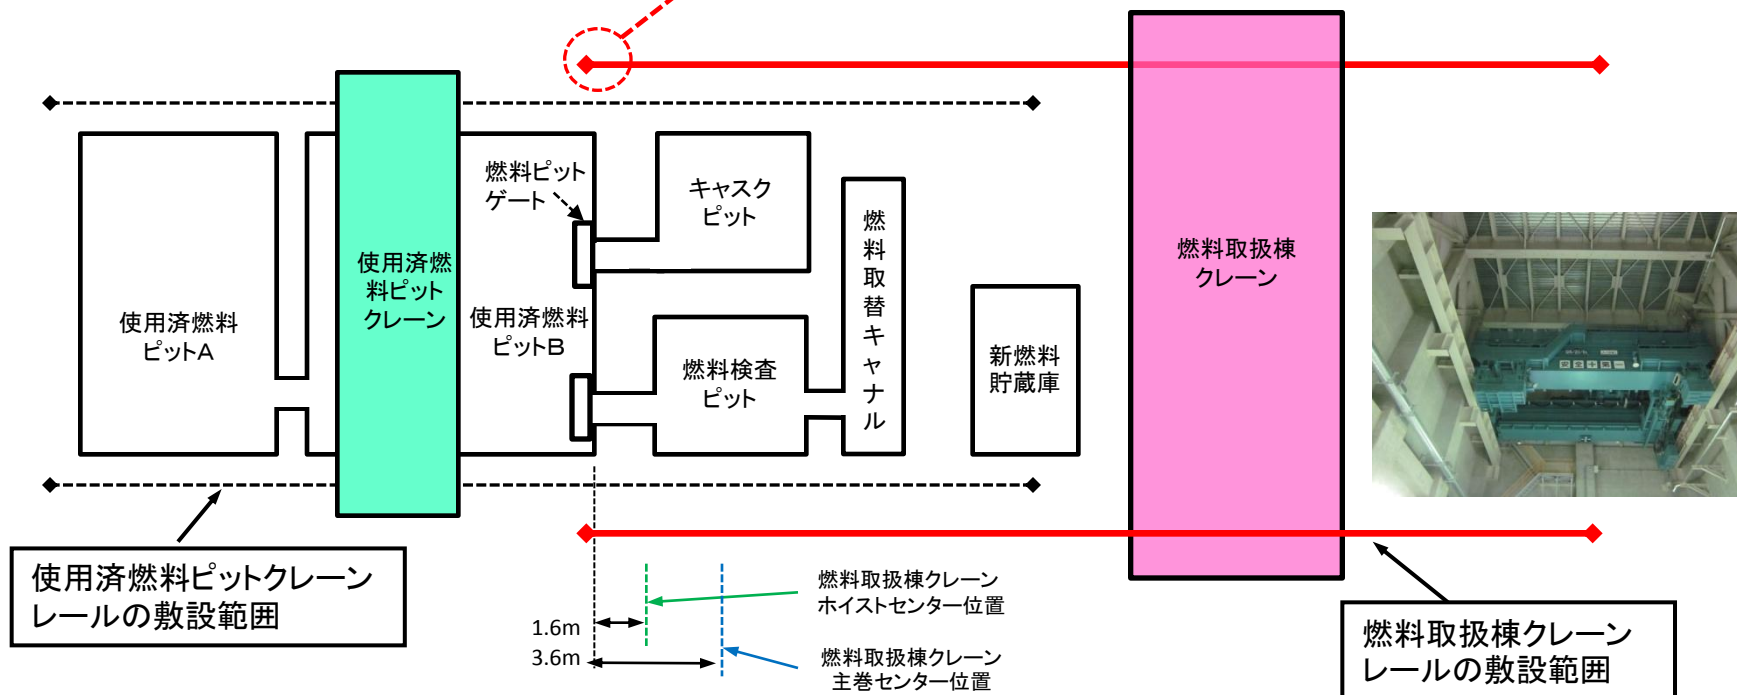 燃料ピット
ゲート
キャスク
ピット
使用済燃
料ピット
クレーン
使用済燃料
ピットA
使用済燃料
ピットB
燃料検査
ピット
燃料取替キャナル
新燃料
貯蔵庫
燃料取扱棟
クレーン
安全+第一
使用済燃料ピットクレーン
レールの敷設範囲
1.6m
3.6m
燃料取扱棟クレーン
ホイストセンター位置
燃料取扱棟クレーン
主巻センター位置
燃料取扱棟クレーン
レールの敷設範囲